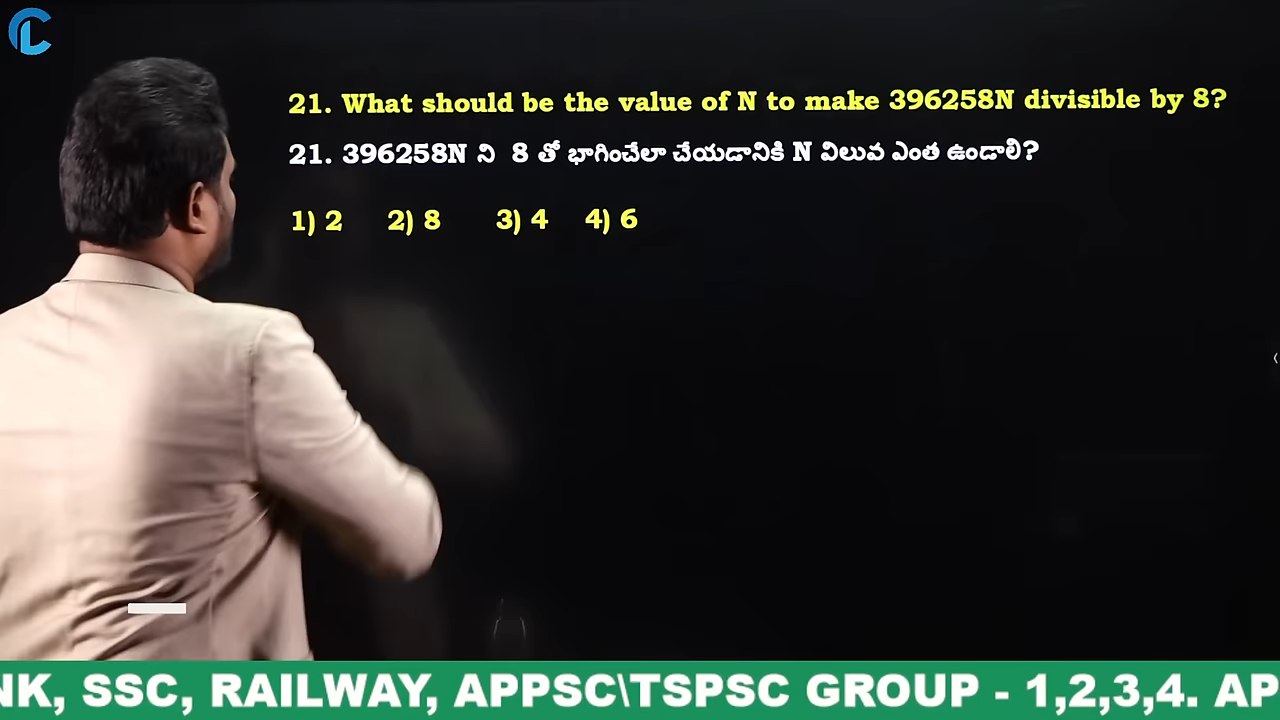 21. What should be the value of N to make 396258N divisible by 8?
21. 396258N ని 8 తో భాగించేలా చేయడానికి N విలువ ఎంత ఉండాలి?
1) 2 2) 8 3) 4 4) 6
NK, SSC, RAILWAY, APPSC\TSPSC GROUP - 1,2,3,4. AP